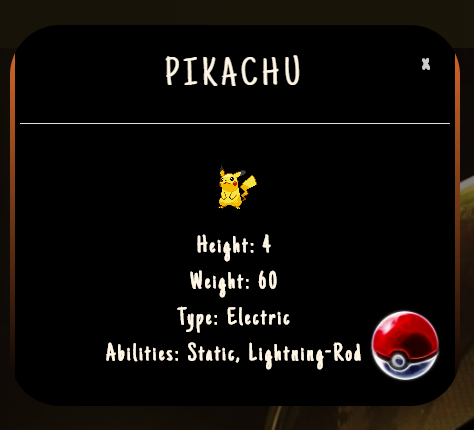 PIKACHU
x
Height: 4
Weight: 60
Type: Electric
Abilities: Static, Lightning-Rod